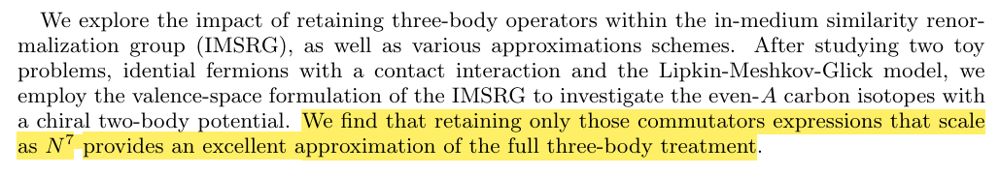 We explore the impact of retaining three-body operators within the in-medium similarity renor-
malization group (IMSRG), as well as various approximations schemes. After studying two toy
problems, idential fermions with a contact interaction and the Lipkin-Meshkov-Glick model, we
employ the valence-space formulation of the IMSRG to investigate the even-A carbon isotopes with
a chiral two-body potential. We find that retaining only those commutators expressions that scale
as N⁷ provides an excellent approximation of the full three-body treatment.